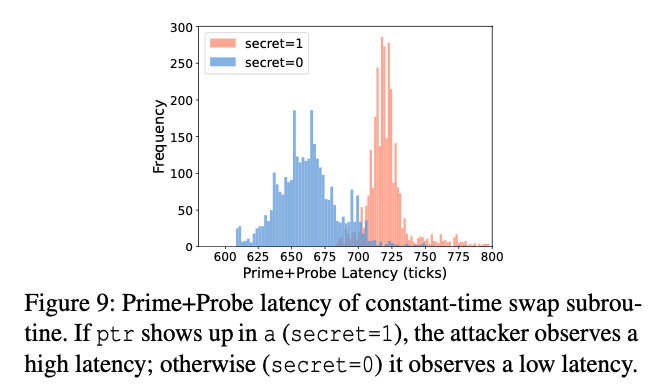 300
250
200
150
100
50
0
Frequency
secret=1
secret=0
600 625 650 675 700 725 750 775 800
Prime+Probe Latency (ticks)
Figure 9: Prime+Probe latency of constant-time swap subrou-
tine. If ptr shows up in a (secret=1), the attacker observes a
high latency; otherwise (secret=0) it observes a low latency.